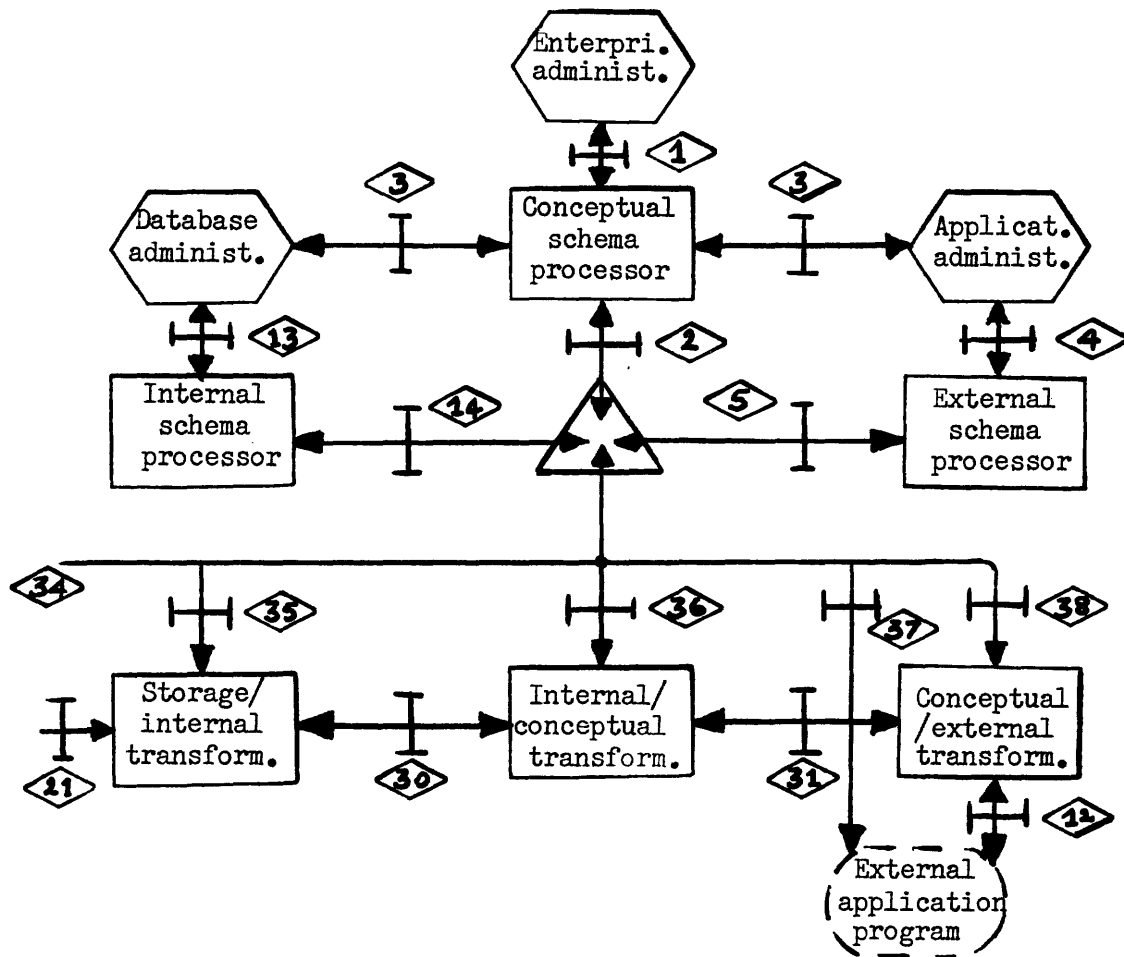 Enterpri.
administ.
1
3
3
Database
administ.
Conceptual
schema
processor
Applicat.
administ.
13
2
4
Internal
schema
processor
14
5
External
schema
processor
34
35
36
37
38
Storage/
internal
transform.
Internal/
conceptual
transform.
Conceptual
/external
transform.
21
30
31
12
External
application
program